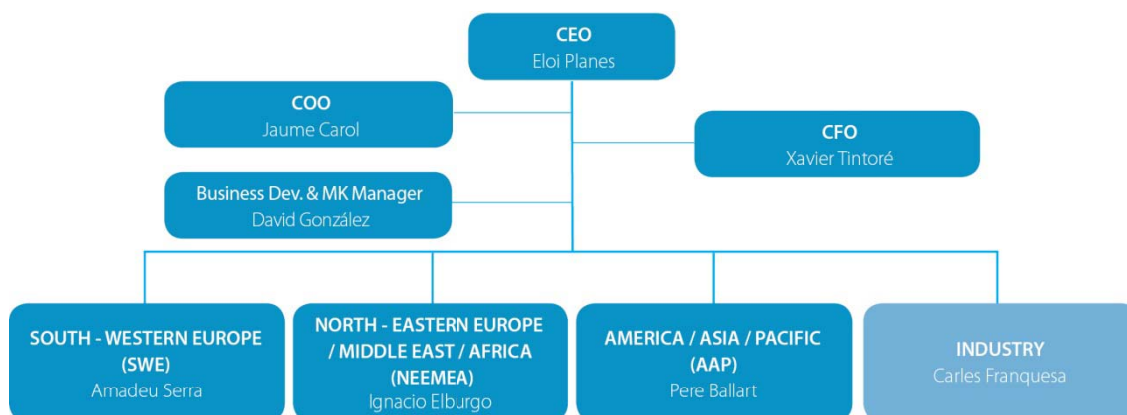 CEO
Eloi Planes
COO
Jaume Carol
CFO
Xavier Tintoré
Business Dev. & MK Manager
David González
SOUTH - WESTERN EUROPE
(SWE)
Amadeu Serra
NORTH - EASTERN EUROPE
/ MIDDLE EAST / AFRICA
(NEEMEA)
Ignacio Elburgo
AMERICA / ASIA / PACIFIC
(AAP)
Pere Ballart
INDUSTRY
Carles Franquesa